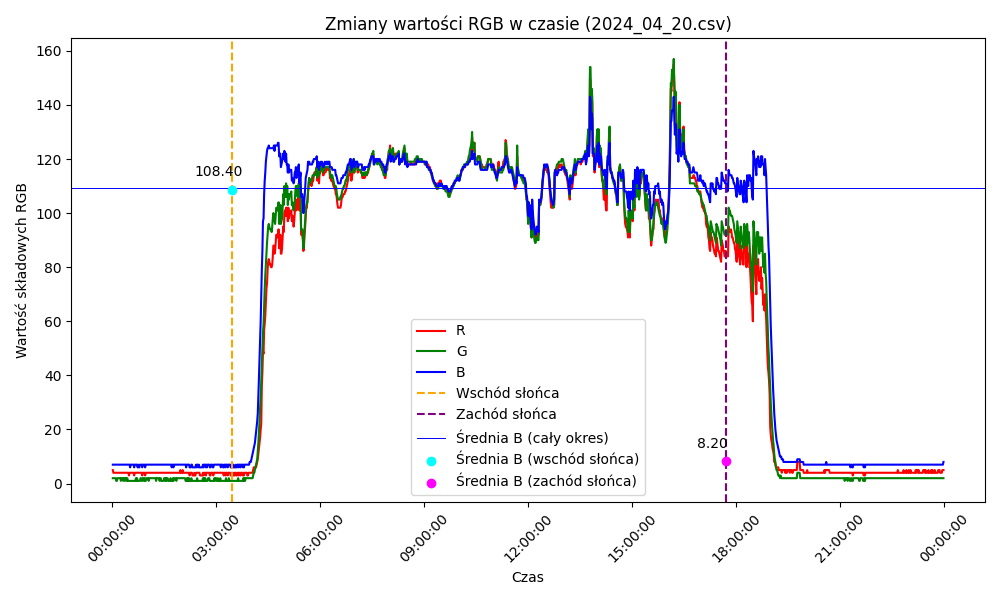 Zmiany wartości RGB w czasie (2024_04_20.csv)
160
140
120
100
80
60
40
20
0
Wartość składowych RGB
108.40
8.20
R
G
B
Wschód słońca
Zachód słońca
Średnia B (cały okres)
Średnia B (wschód słońca)
Średnia B (zachód słońca)
00:00:00
03:00:00
06:00:00
09:00:00
12:00:00
15:00:00
18:00:00
21:00:00
00:00:00
Czas